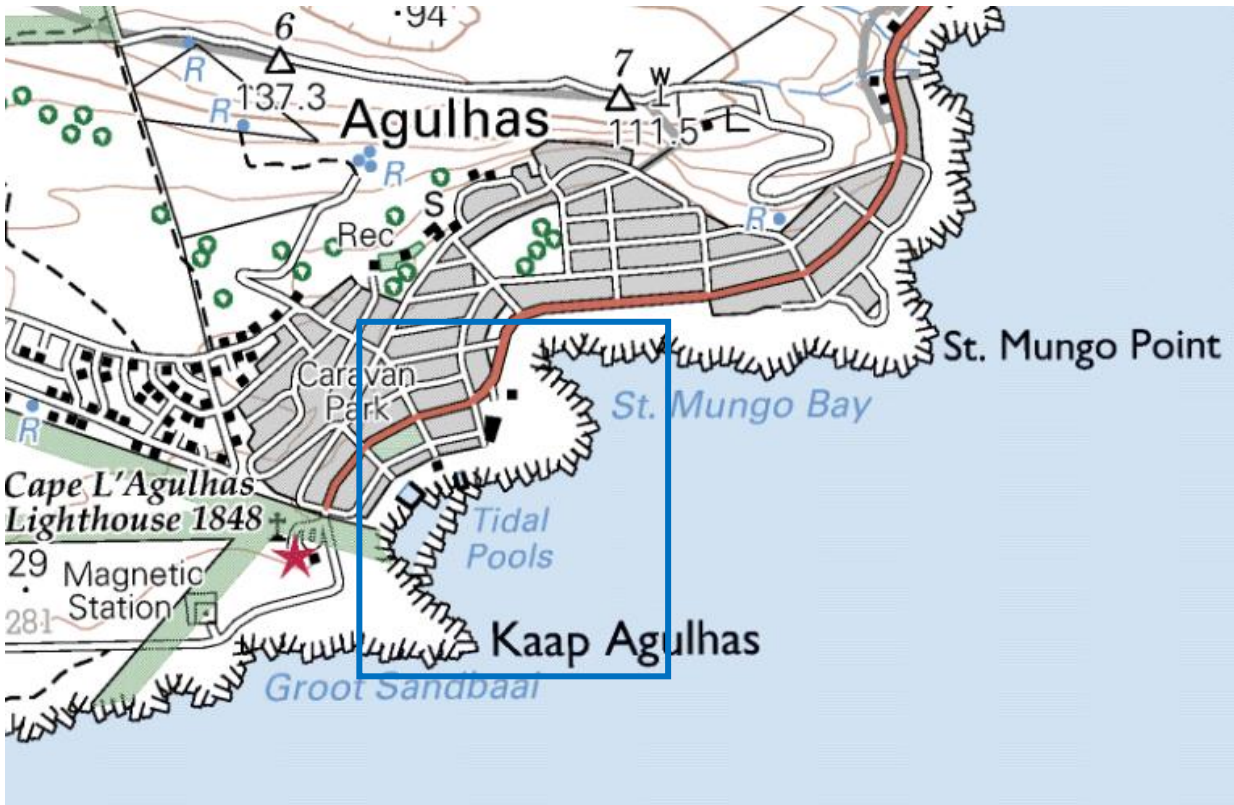 6
.94
7
W
R
137.3
R
Agulhas
111.5
R
S
R
Rec
St. Mungo Point
Caravan
Park
St. Mungo Bay
R
Cape L'Agulhas
Lighthouse 1848
Tidal
Pools
29
Magnetic
Station
281
Kaap Agulhas
Groot Sandbaai